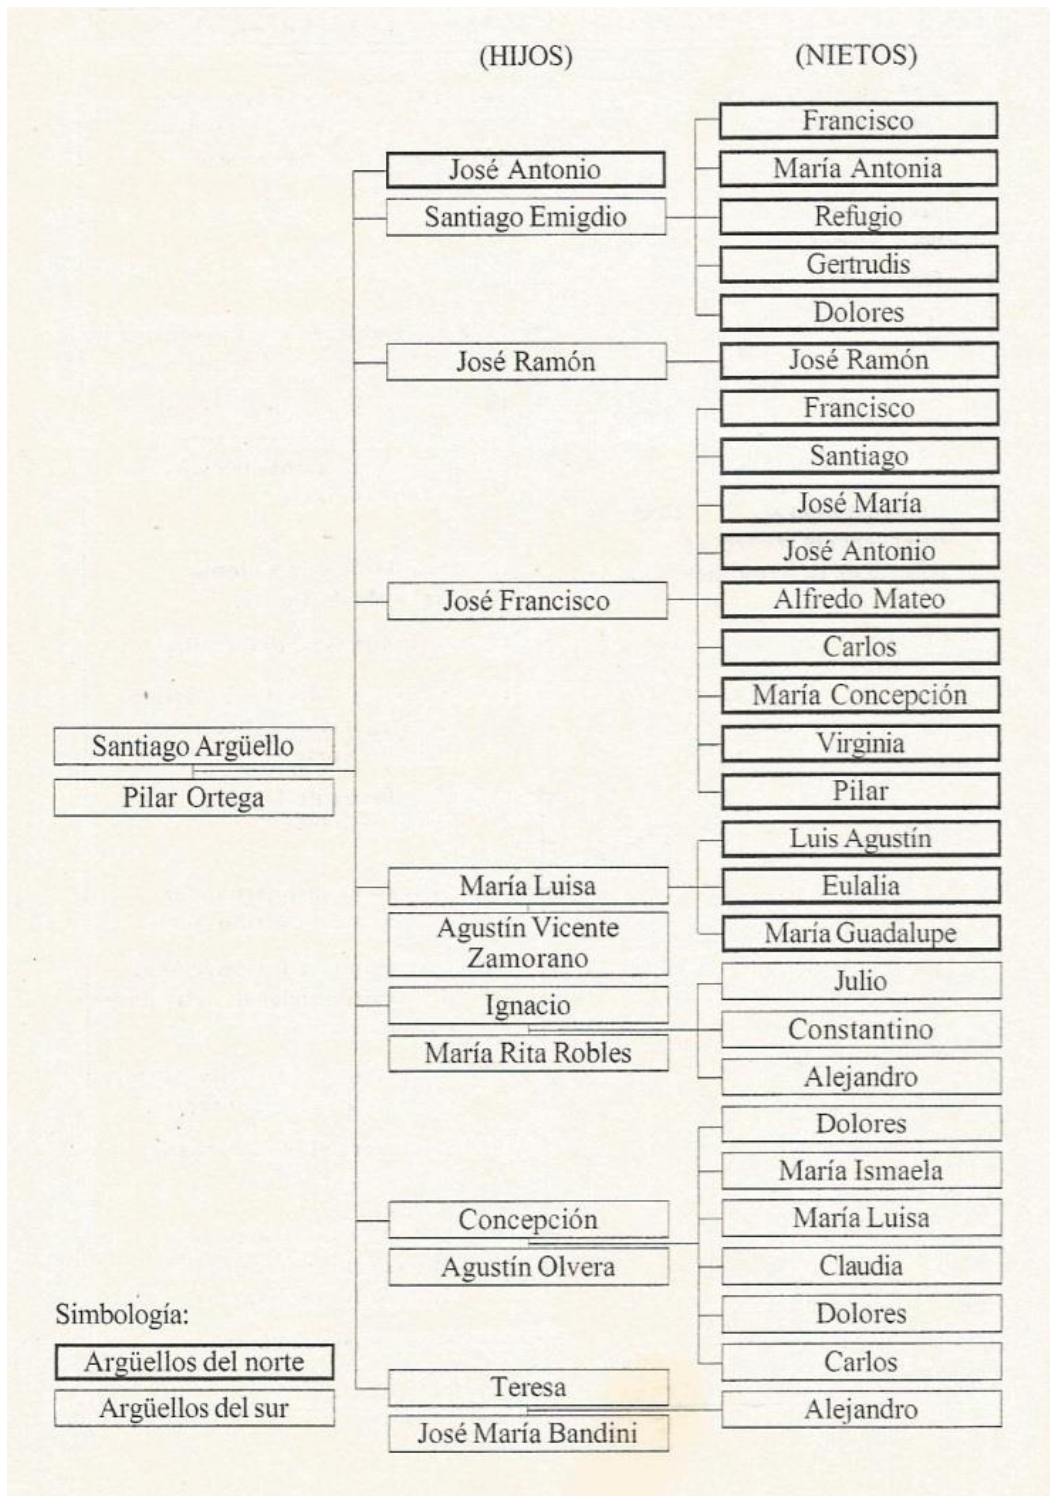 (HIJOS)
(NIETOS)
Francisco
José Antonio
María Antonia
Santiago Emigdio
Refugio
Gertrudis
Dolores
José Ramón
José Ramón
Francisco
Santiago
José María
José Antonio
José Francisco
Alfredo Mateo
Carlos
María Concepción
Santiago Argüello
Virginia
Pilar Ortega
Pilar
Luis Agustín
María Luisa
Eulalia
Agustín Vicente
Zamorano
María Guadalupe
Julio
Ignacio
Constantino
María Rita Robles
Alejandro
Dolores
María Ismaela
Concepción
María Luisa
Agustín Olvera
Claudia
Dolores
Simbología:
Argüellos del norte
Carlos
Teresa
Argüellos del sur
Alejandro
José María Bandini